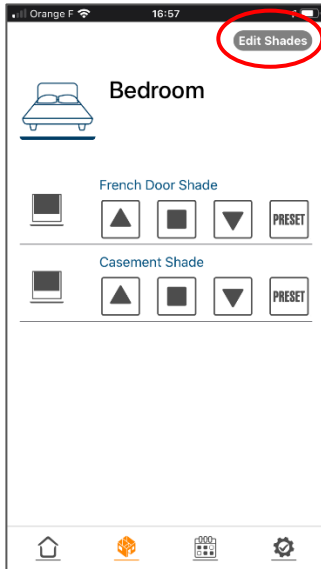 Orange F 16:57
Edit Shades
Bedroom
French Door Shade
PRESET
Casement Shade
PRESET